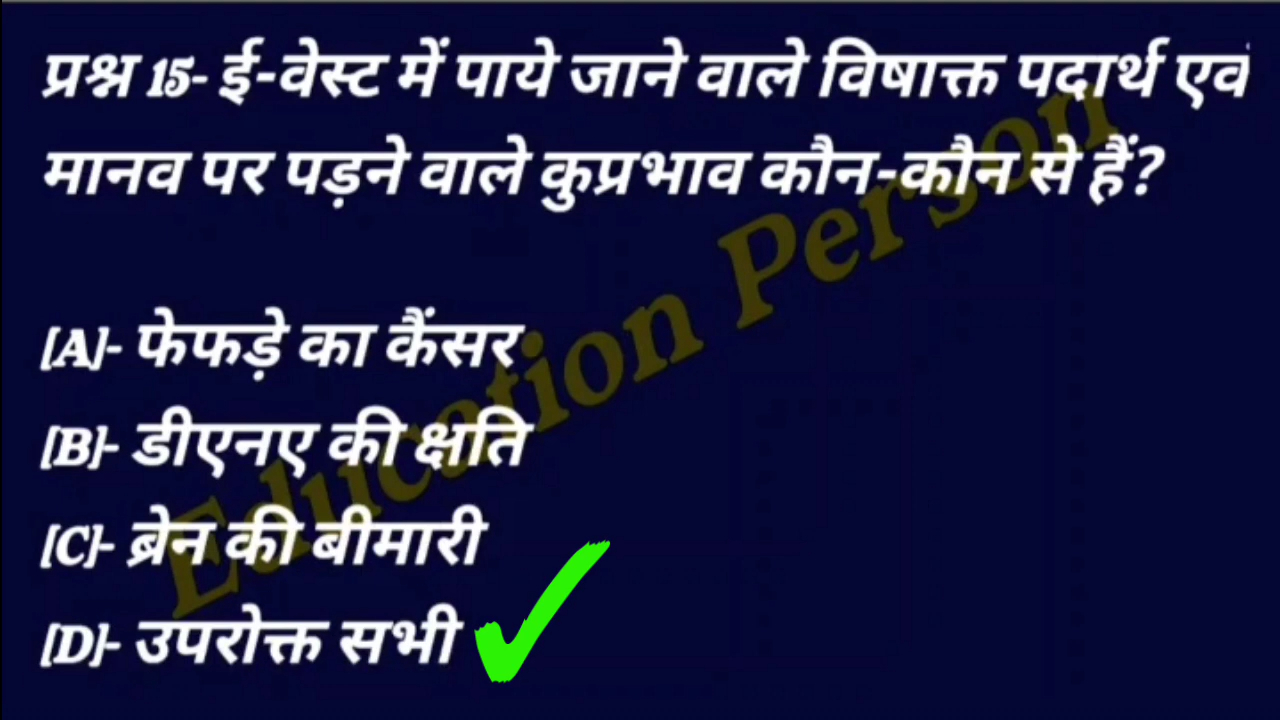 प्रश्न 15- ई-वेस्ट में पाये जाने वाले विषाक्त पदार्थ एवं
मानव पर पड़ने वाले कुप्रभाव कौन-कौन से हैं?
[A]- फेफड़े का कैंसर
[B]- डीएनए की क्षति
[C]- ब्रेन की बीमारी
[D]- उपरोक्त सभी
Education Person